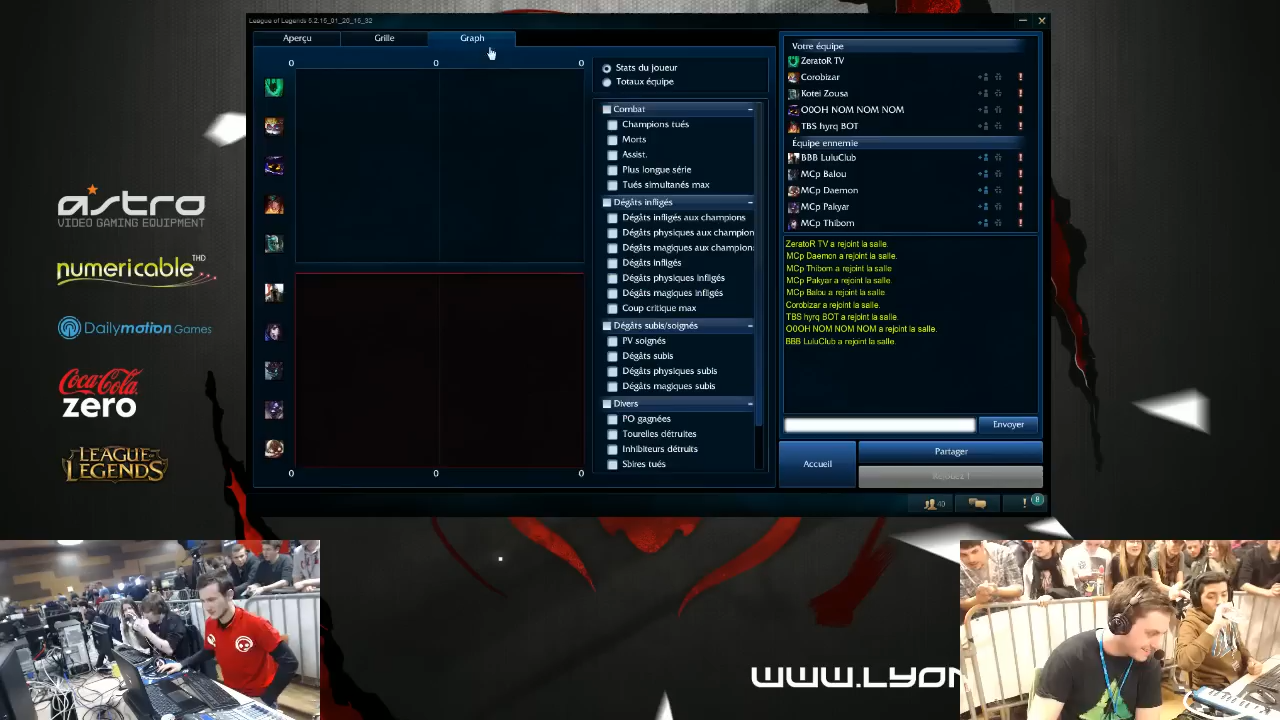 League of Legends 5.2.15_01_20_16_32
Aperçu
Grille
Graph
0 0 0
Stats du joueur
Totaux équipe
Combat
Champions tués
Morts
Assist.
Plus longue série
Tués simultanés max
Dégâts infligés
Dégâts infligés aux champions
Dégâts physiques aux champion
Dégâts magiques aux champion
Dégâts infligés
Dégâts physiques infligés
Dégâts magiques infligés
Coup critique max
Dégâts subis/soignés
PV soignés
Dégâts subis
Dégâts physiques subis
Dégâts magiques subis
Divers
PO gagnées
Tourelles détruites
Inhibiteurs détruits
Sbires tués
0 0 0
Votre équipe
ZeratoR TV
Corobizar
Kotei Zousa
O0OH NOM NOM NOM
TBS hyrq BOT
Équipe ennemie
BBB LuluClub
MCp Balou
MCp Daemon
MCp Pakyar
MCp Thibom
ZeratoR TV a rejoint la salle.
MCp Daemon a rejoint la salle.
MCp Thibom a rejoint la salle
MCp Pakyar a rejoint la salle.
MCp Balou a rejoint la salle.
Corobizar a rejoint la salle.
TBS hyrq BOT a rejoint la salle.
O0OH NOM NOM NOM a rejoint la salle.
BBB LuluClub a rejoint la salle.
Envoyer
Accueil
Partager
Rejouez !
40
8
astro
VIDEO GAMING EQUIPMENT
numericable THD
Dailymotion Games
Coca-Cola
zero
LEAGUE OF
LEGENDS
WWW.LYON